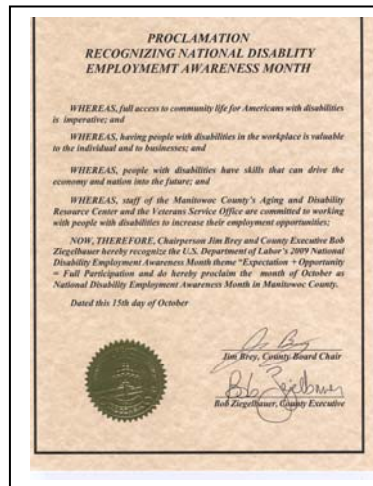 PROCLAMATION
RECOGNIZING NATIONAL DISABLITY
EMPLOYMEMT AWARENESS MONTH
WHEREAS, full access to community life for Americans with disabilities
is imperative; and
WHEREAS, having people with disabilities in the workplace is valuable
to the individual and to businesses; and
WHEREAS, people with disabilities have skills that can drive the
economy and nation into the future; and
WHEREAS, staff of the Manitowoc County's Aging and Disability
Resource Center and the Veterans Service Office are committed to working
with people with disabilities to increase their employment opportunities;
NOW, THEREFORE, Chairperson Jim Brey and County Executive Bob
Ziegelbauer hereby recognize the U.S. Department of Labor's 2009 National
Disability Employment Awareness Month theme "Expectation + Opportunity
= Full Participation and do hereby proclaim the month of October as
National Disability Employment Awareness Month in Manitowoc County.
Dated this 15th day of October
Jim Brey, County Board Chair
Bob Ziegelbauer
Bob Ziegelbauer, County Executive